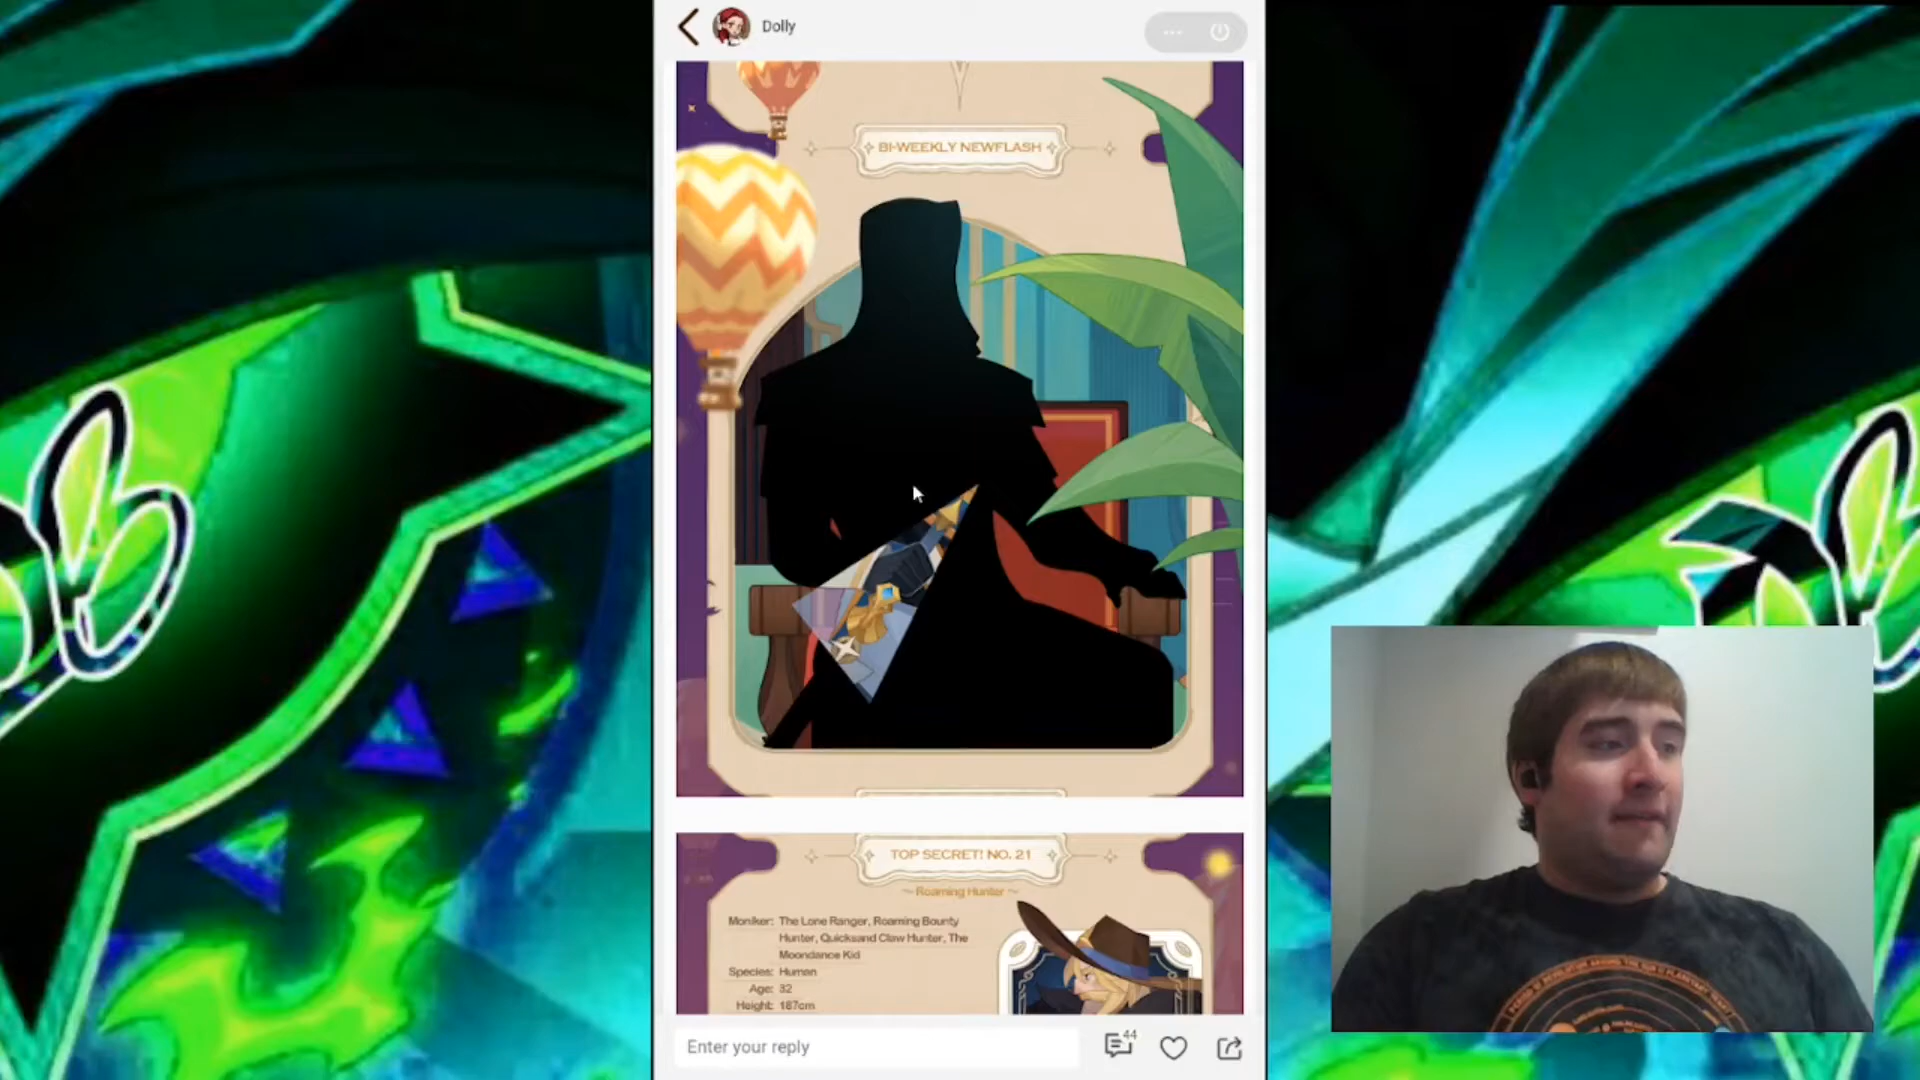 Dolly
BI-WEEKLY NEWFLASH
TOP SECRET! NO. 21
~Roaming Hunter~
Moniker: The Lone Ranger, Roaming Bounty
Hunter, Quicksand Claw Hunter, The
Moondance Kid
Species: Human
Age: 32
Height: 187cm
Enter your reply
44